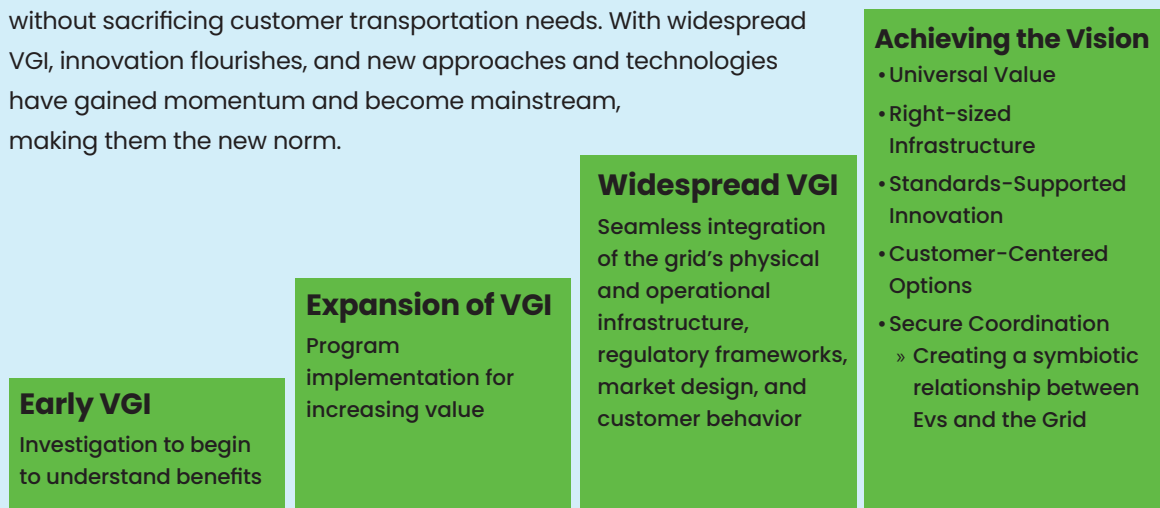 without sacrificing customer transportation needs. With widespread
VGI, innovation flourishes, and new approaches and technologies
have gained momentum and become mainstream,
making them the new norm.
Early VGI
Investigation to begin
to understand benefits
Expansion of VGI
Program
implementation for
increasing value
Widespread VGI
Seamless integration
of the grid’s physical
and operational
infrastructure,
regulatory frameworks,
market design, and
customer behavior
Achieving the Vision
• Universal Value
• Right-sized
Infrastructure
• Standards-Supported
Innovation
• Customer-Centered
Options
• Secure Coordination
» Creating a symbiotic
relationship between
Evs and the Grid